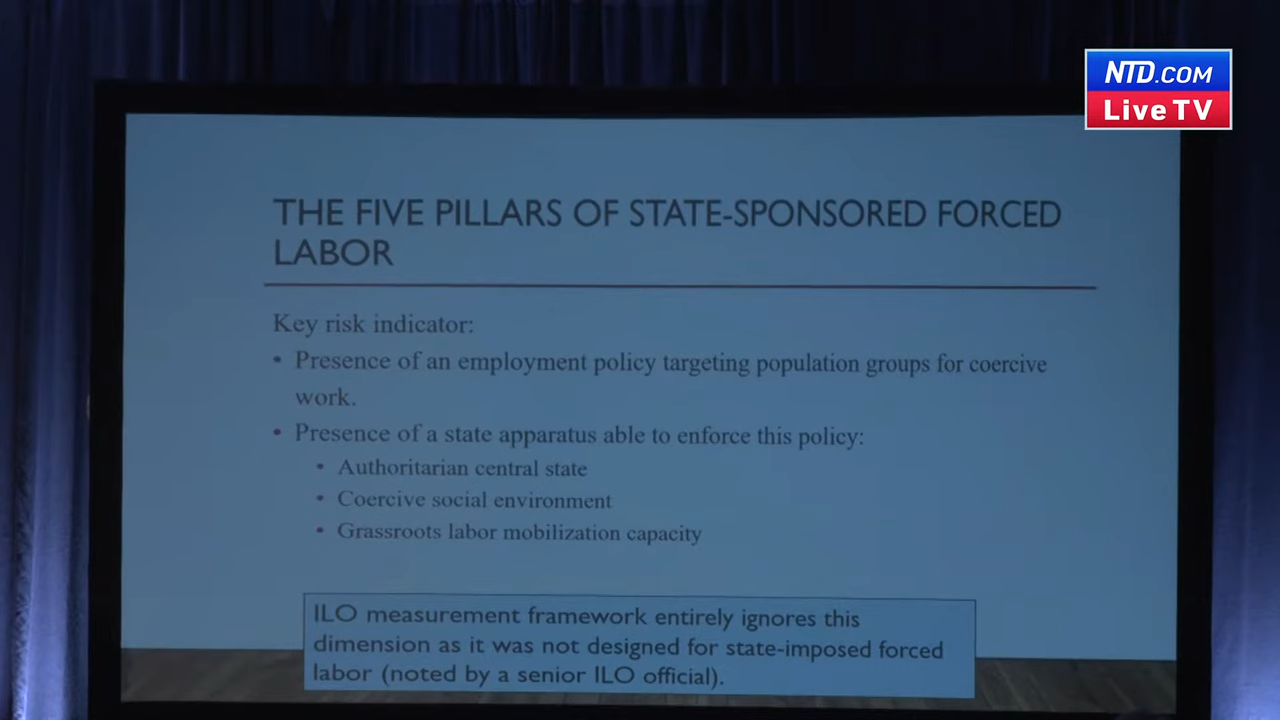 NTD.COM
Live TV
THE FIVE PILLARS OF STATE-SPONSORED FORCED
LABOR
Key risk indicator:
• Presence of an employment policy targeting population groups for coercive
work.
• Presence of a state apparatus able to enforce this policy:
• Authoritarian central state
• Coercive social environment
• Grassroots labor mobilization capacity
ILO measurement framework entirely ignores this
dimension as it was not designed for state-imposed forced
labor (noted by a senior ILO official).